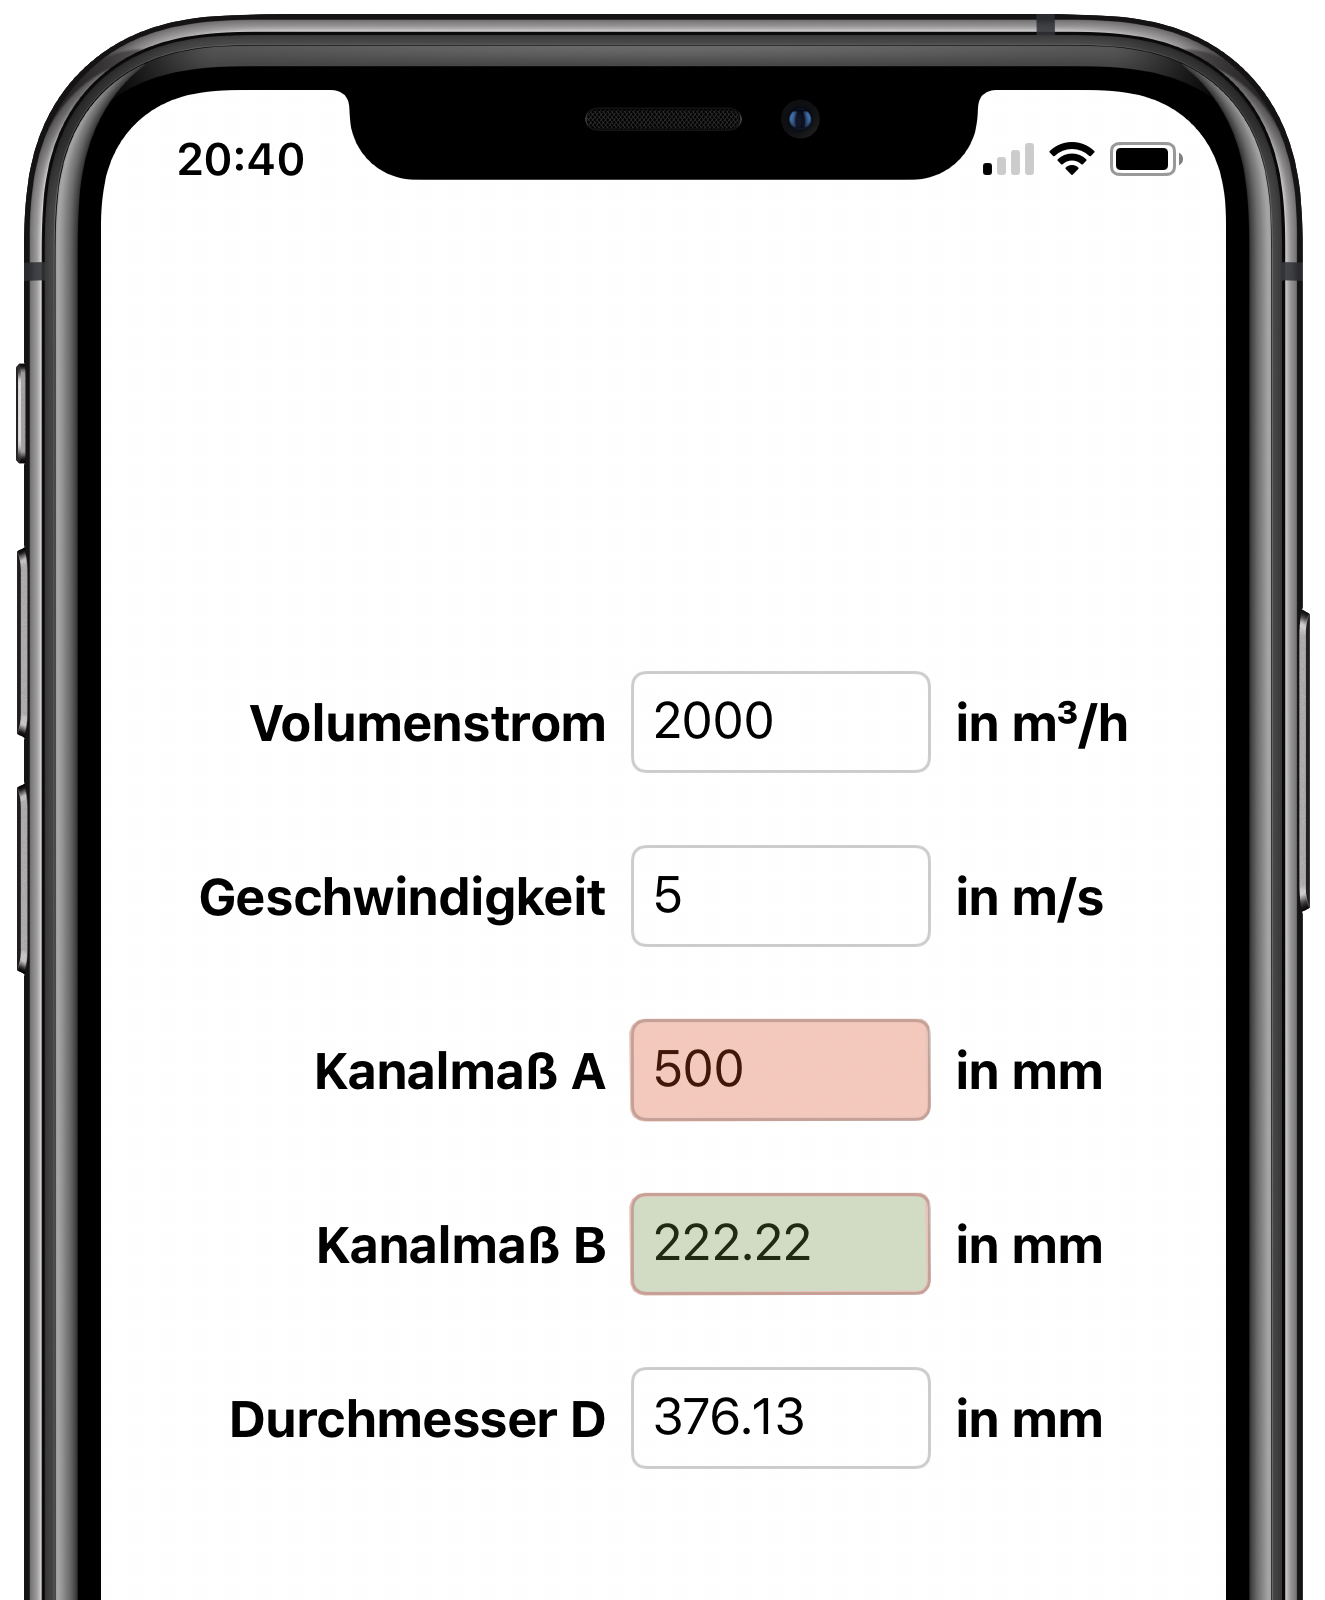 20:40
Volumenstrom 2000 in m³/h
Geschwindigkeit 5 in m/s
Kanalmaß A 500 in mm
Kanalmaß B 222.22 in mm
Durchmesser D 376.13 in mm